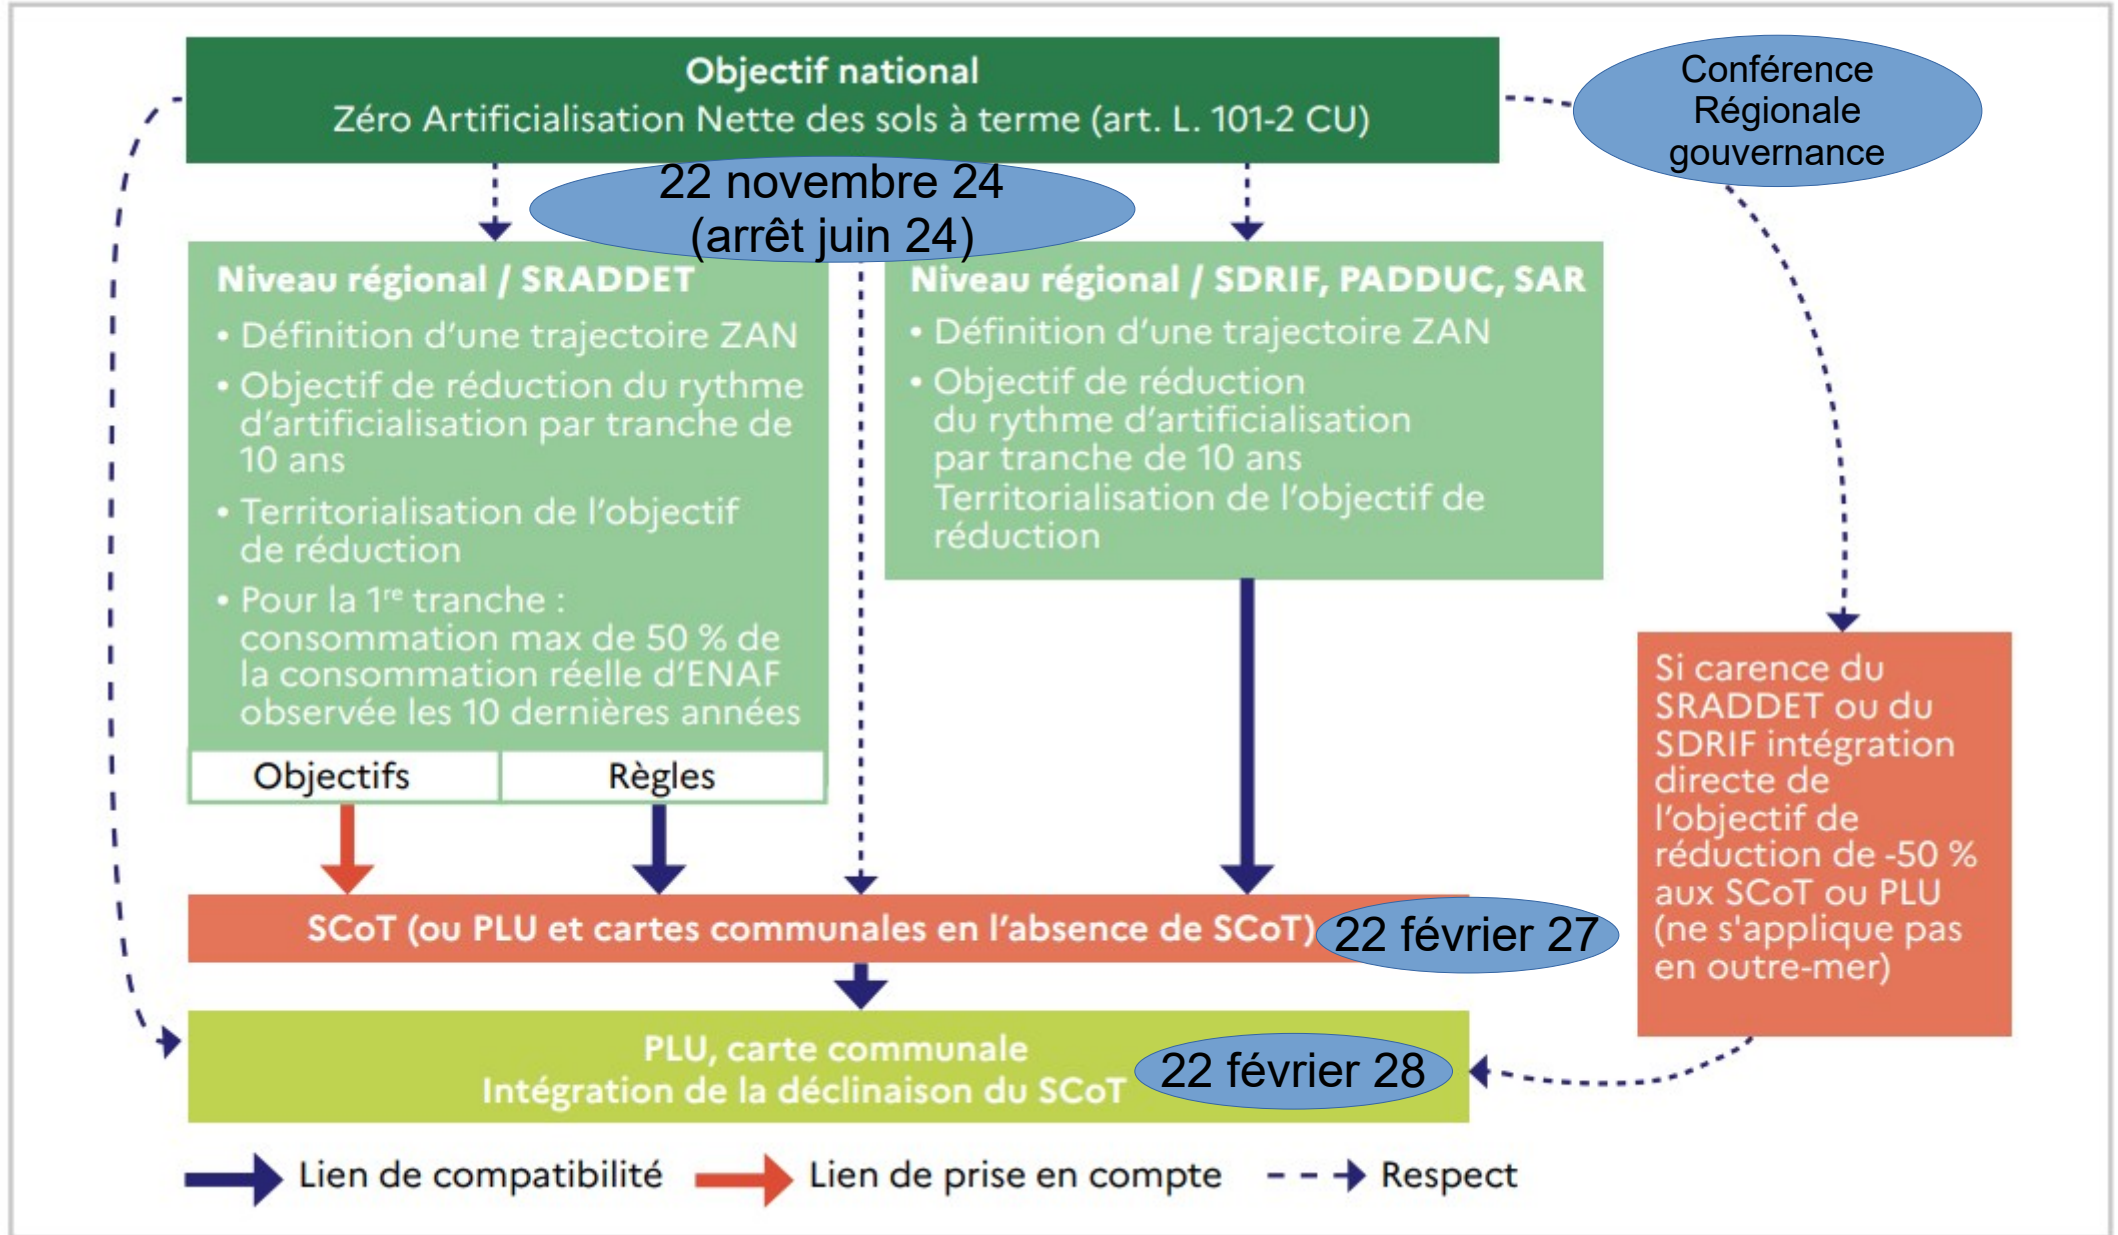 Objectif national
Zéro Artificialisation Nette des sols à terme (art. L. 101-2 CU)
Conférence
Régionale
gouvernance
22 novembre 24
(arrêt juin 24)
Niveau régional / SRADDET
• Définition d’une trajectoire ZAN
• Objectif de réduction du rythme
d’artificialisation par tranche de
10 ans
• Territorialisation de l’objectif
de réduction
• Pour la 1re tranche :
consommation max de 50 % de
la consommation réelle d’ENAF
observée les 10 dernières années
Objectifs
Règles
Niveau régional / SDRIF, PADDUC, SAR
• Définition d’une trajectoire ZAN
• Objectif de réduction
du rythme d’artificialisation
par tranche de 10 ans
Territorialisation de l’objectif de
réduction
Si carence du
SRADDET ou du
SDRIF intégration
directe de
l’objectif de
réduction de -50 %
aux SCoT ou PLU
(ne s'applique pas
en outre-mer)
SCoT (ou PLU et cartes communales en l’absence de SCoT)
22 février 27
PLU, carte communale
Intégration de la déclinaison du SCoT
22 février 28
Lien de compatibilité
Lien de prise en compte
Respect